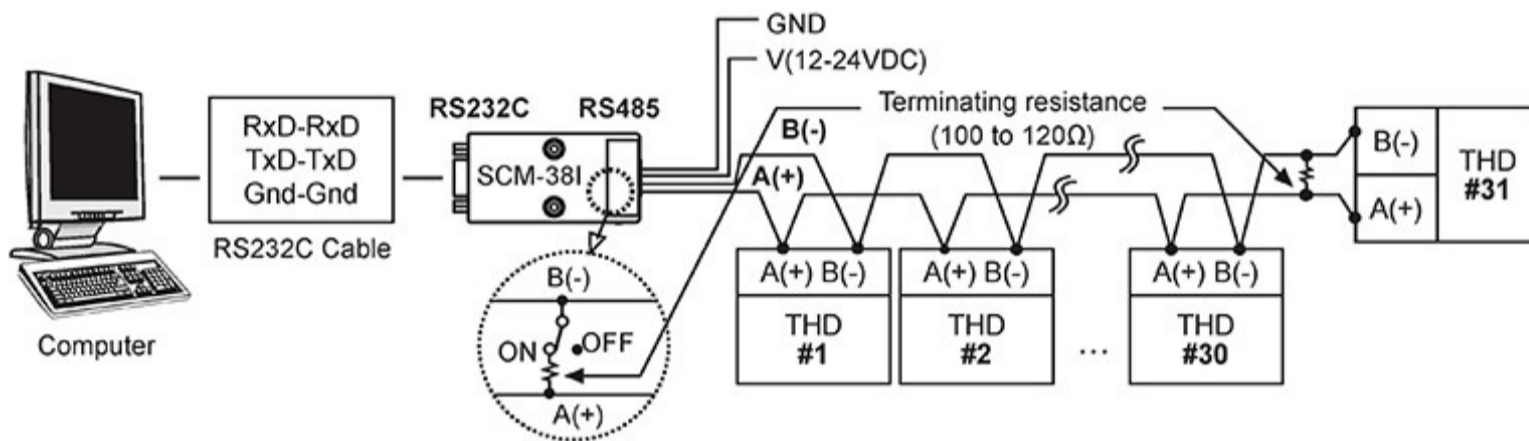 GND
V(12-24VDC)
RS232C RS485
Terminating resistance
(100 to 120Ω)
B(-)
A(+)
RxD-RxD
TxD-TxD
Gnd-Gnd
RS232C Cable
SCM-38I
Computer
B(-)
ON OFF
A(+)
A(+) B(-)
THD
#1
A(+) B(-)
THD
#2
...
A(+) B(-)
THD
#30
B(-)
A(+)
THD
#31